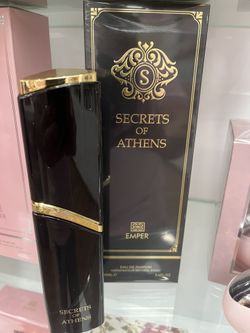 S
SECRETS
OF
ATHENS
EMPER
EAU DE PARFUM
SECRETS
OF
ATHENS